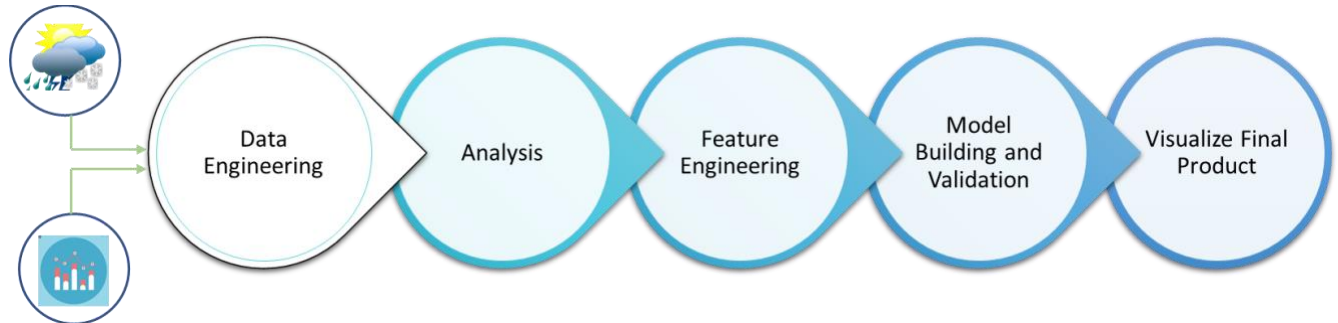 Data
Engineering
Analysis
Feature
Engineering
Model
Building and
Validation
Visualize Final
Product